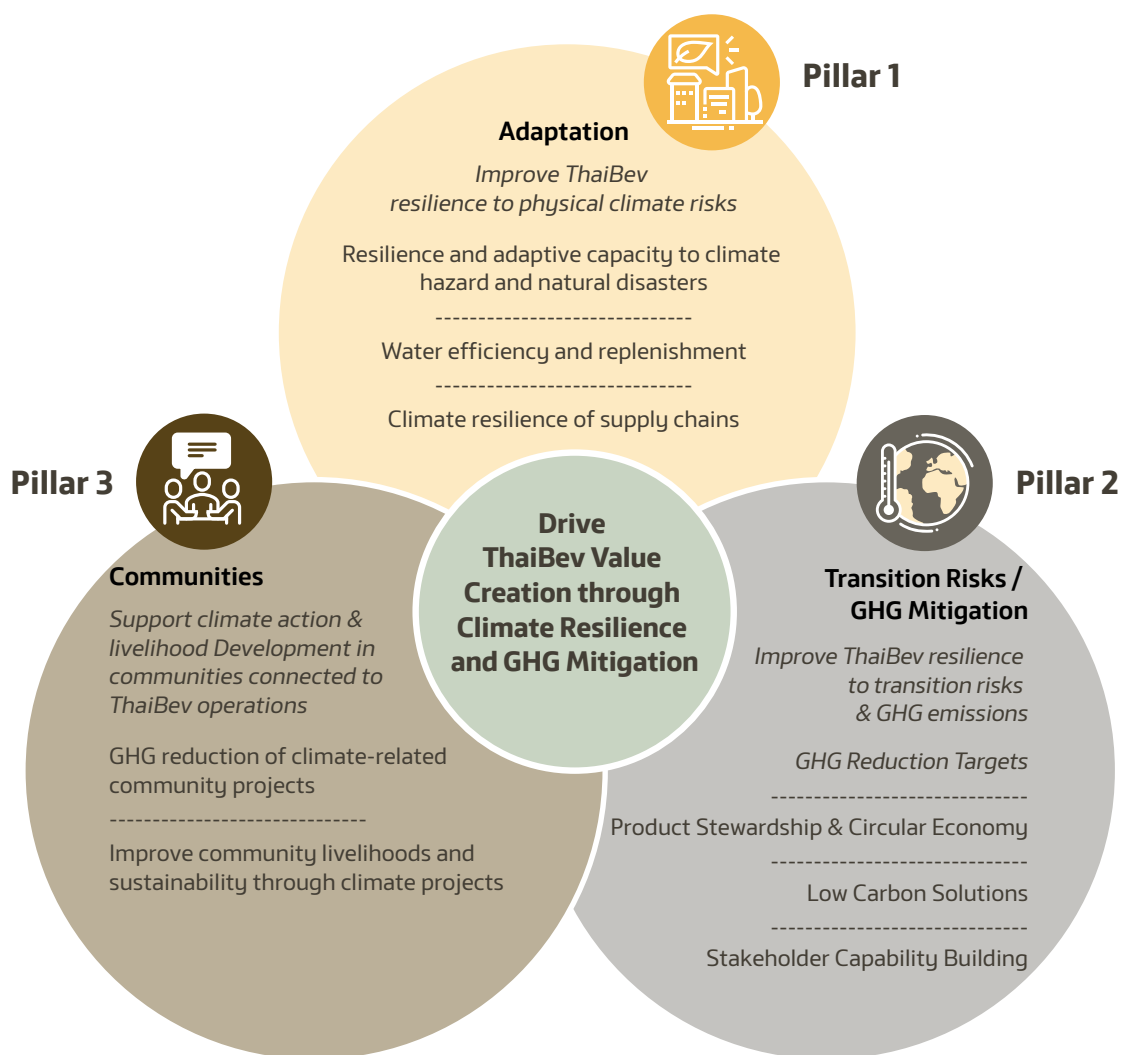 Pillar 1
Adaptation
Improve ThaiBev
resilience to physical climate risks
Resilience and adaptive capacity to climate
hazard and natural disasters
------------------------------
Water efficiency and replenishment
------------------------------
Climate resilience of supply chains
Pillar 3
Communities
Support climate action &
livelihood Development in
communities connected to
ThaiBev operations
GHG reduction of climate-related
community projects
------------------------------
Improve community livelihoods and
sustainability through climate projects
Drive
ThaiBev Value
Creation through
Climate Resilience
and GHG Mitigation
Pillar 2
Transition Risks /
GHG Mitigation
Improve ThaiBev resilience
to transition risks
& GHG emissions
GHG Reduction Targets
------------------------------
Product Stewardship & Circular Economy
------------------------------
Low Carbon Solutions
------------------------------
Stakeholder Capability Building